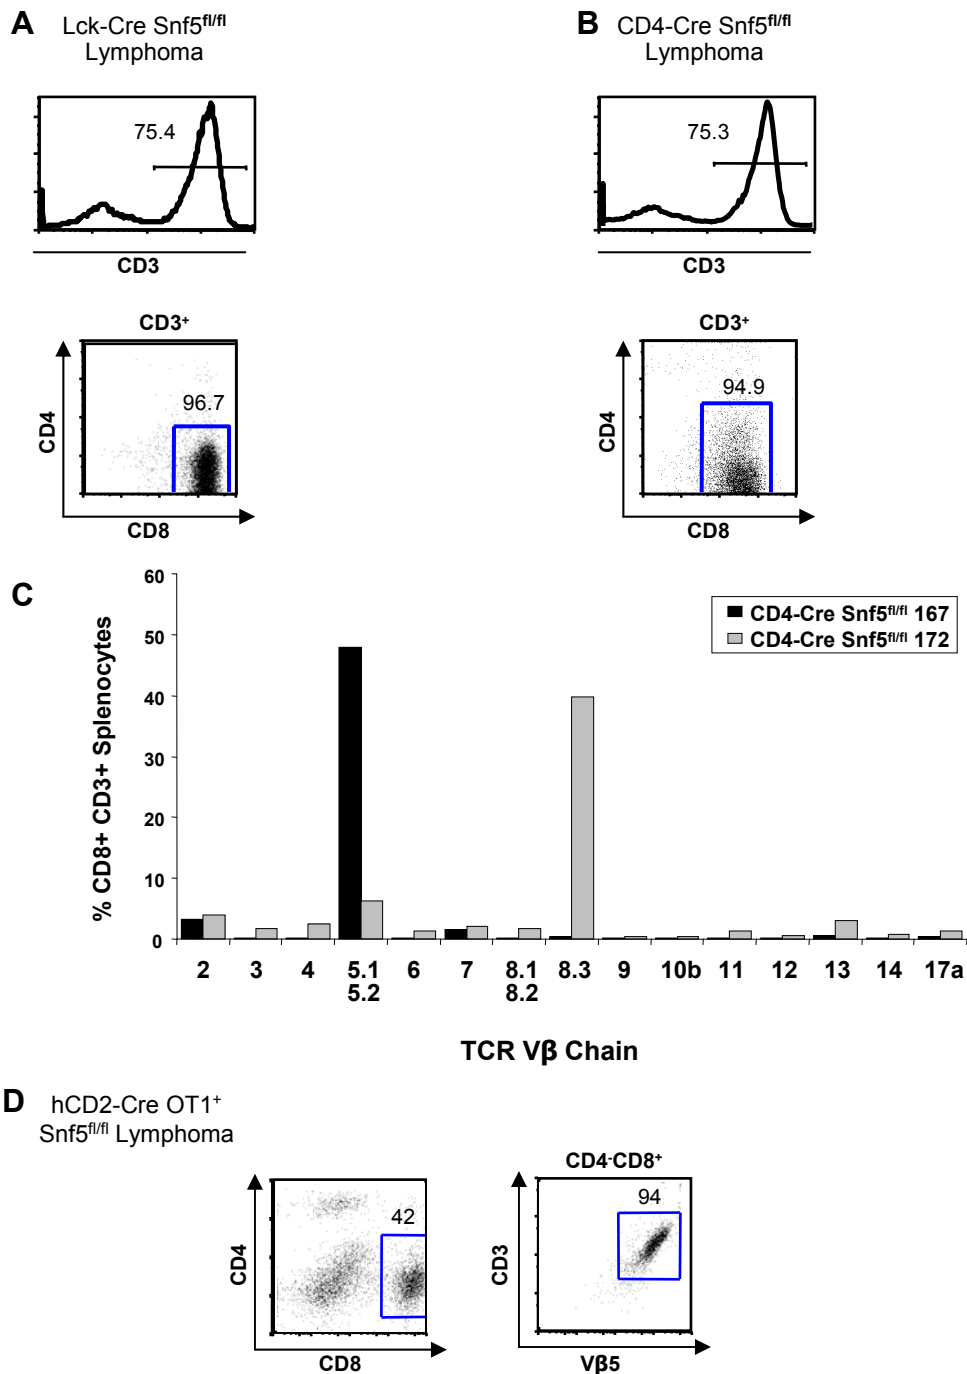 A
Lck-Cre Snf5fl/fl
Lymphoma
75.4
CD3
CD3+
96.7
CD4
CD8
B
CD4-Cre Snf5fl/fl
Lymphoma
75.3
CD3
CD3+
94.9
CD4
CD8
C
% CD8+ CD3+ Splenocytes
60
50
40
30
20
10
0
CD4-Cre Snf5fl/fl 167
CD4-Cre Snf5fl/fl 172
2 3 4 5.1 6 7 8.1 8.3 9 10b 11 12 13 14 17a
5.2 8.2
TCR Vβ Chain
D
hCD2-Cre OT1+
Snf5fl/fl Lymphoma
42
CD4
CD8
CD4-CD8+
94
CD3
Vβ5